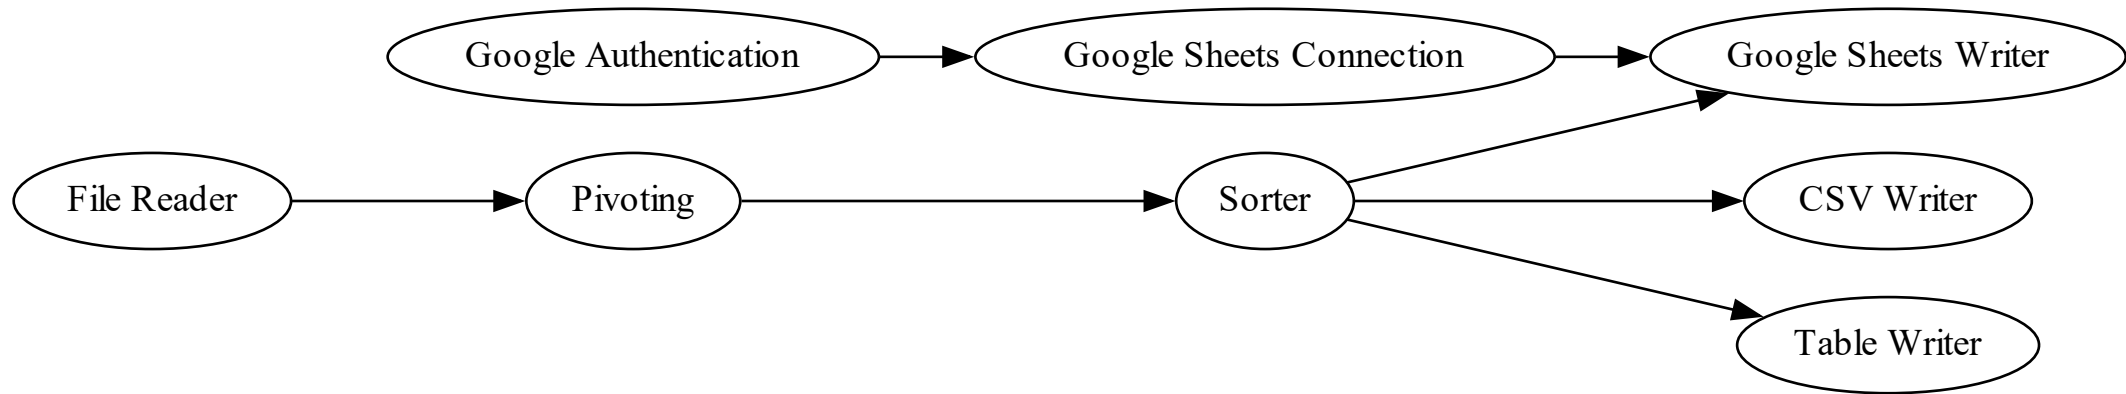 Google Authentication
Google Sheets Connection
Google Sheets Writer
File Reader
Pivoting
Sorter
CSV Writer
Table Writer